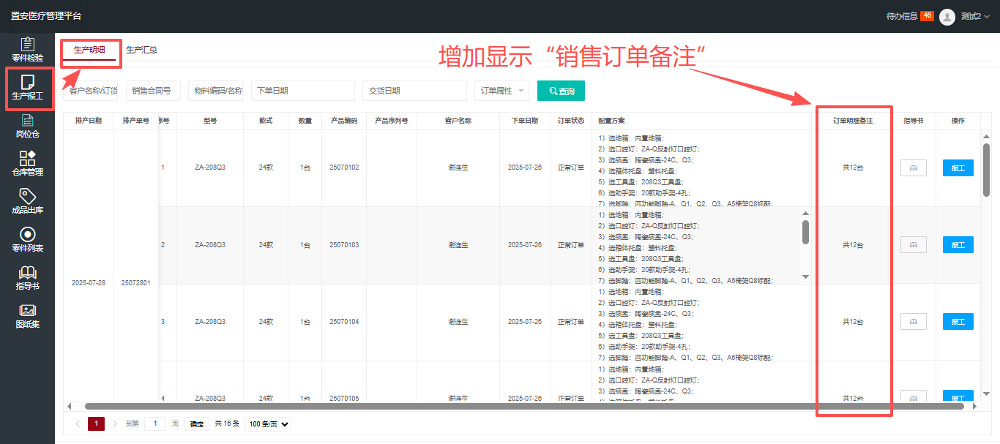 置安医疗管理平台
待办信息 46 测试2
零件检验
生产报工
岗位仓
仓库管理
成品出库
零件列表
指导书
图纸集
生产明细 生产汇总
增加显示“销售订单备注”
客户名称/订货 销售合同号 物料编码/名称 下单日期 交货日期 订单属性 查询
排产日期 排产单号 序号 型号 款式 数量 产品编码 产品序列号 客户名称 下单日期 订单状态 配置方案 订单明细备注 指导书 操作
2025-07-28 25072801
1 ZA-208Q3 24款 1台 25070102 谢连生 2025-07-26 正常订单 共12台 报工
1）选地箱：内置地箱；
2）选口腔灯：ZA-Q反射灯口腔灯；
3）选痰盂：陶瓷痰盂-24C、Q3；
4）选箱体托盘：塑料托盘；
5）选工具盘：208Q3工具盘；
6）选助手架：20款助手架-4孔；
7）选脚踏：四功能脚踏-A、Q1、Q2、Q3、A5椅架Q8标配；
2 ZA-208Q3 24款 1台 25070103 谢连生 2025-07-26 正常订单 共12台 报工
1）选地箱：内置地箱；
2）选口腔灯：ZA-Q反射灯口腔灯；
3）选痰盂：陶瓷痰盂-24C、Q3；
4）选箱体托盘：塑料托盘；
5）选工具盘：208Q3工具盘；
6）选助手架：20款助手架-4孔；
7）选脚踏：四功能脚踏-A、Q1、Q2、Q3、A5椅架Q8标配；
3 ZA-208Q3 24款 1台 25070104 谢连生 2025-07-26 正常订单 共12台 报工
1）选地箱：内置地箱；
2）选口腔灯：ZA-Q反射灯口腔灯；
3）选痰盂：陶瓷痰盂-24C、Q3；
4）选箱体托盘：塑料托盘；
5）选工具盘：208Q3工具盘；
6）选助手架：20款助手架-4孔；
7）选脚踏：四功能脚踏-A、Q1、Q2、Q3、A5椅架Q8标配；
4 ZA-208Q3 24款 1台 25070105 谢连生 2025-07-26 正常订单 共12台 报工
1）选地箱：内置地箱；
2）选口腔灯：ZA-Q反射灯口腔灯；
3）选痰盂：陶瓷痰盂-24C、Q3；
1 到第 1 页 确定 共 16 条 100 条/页